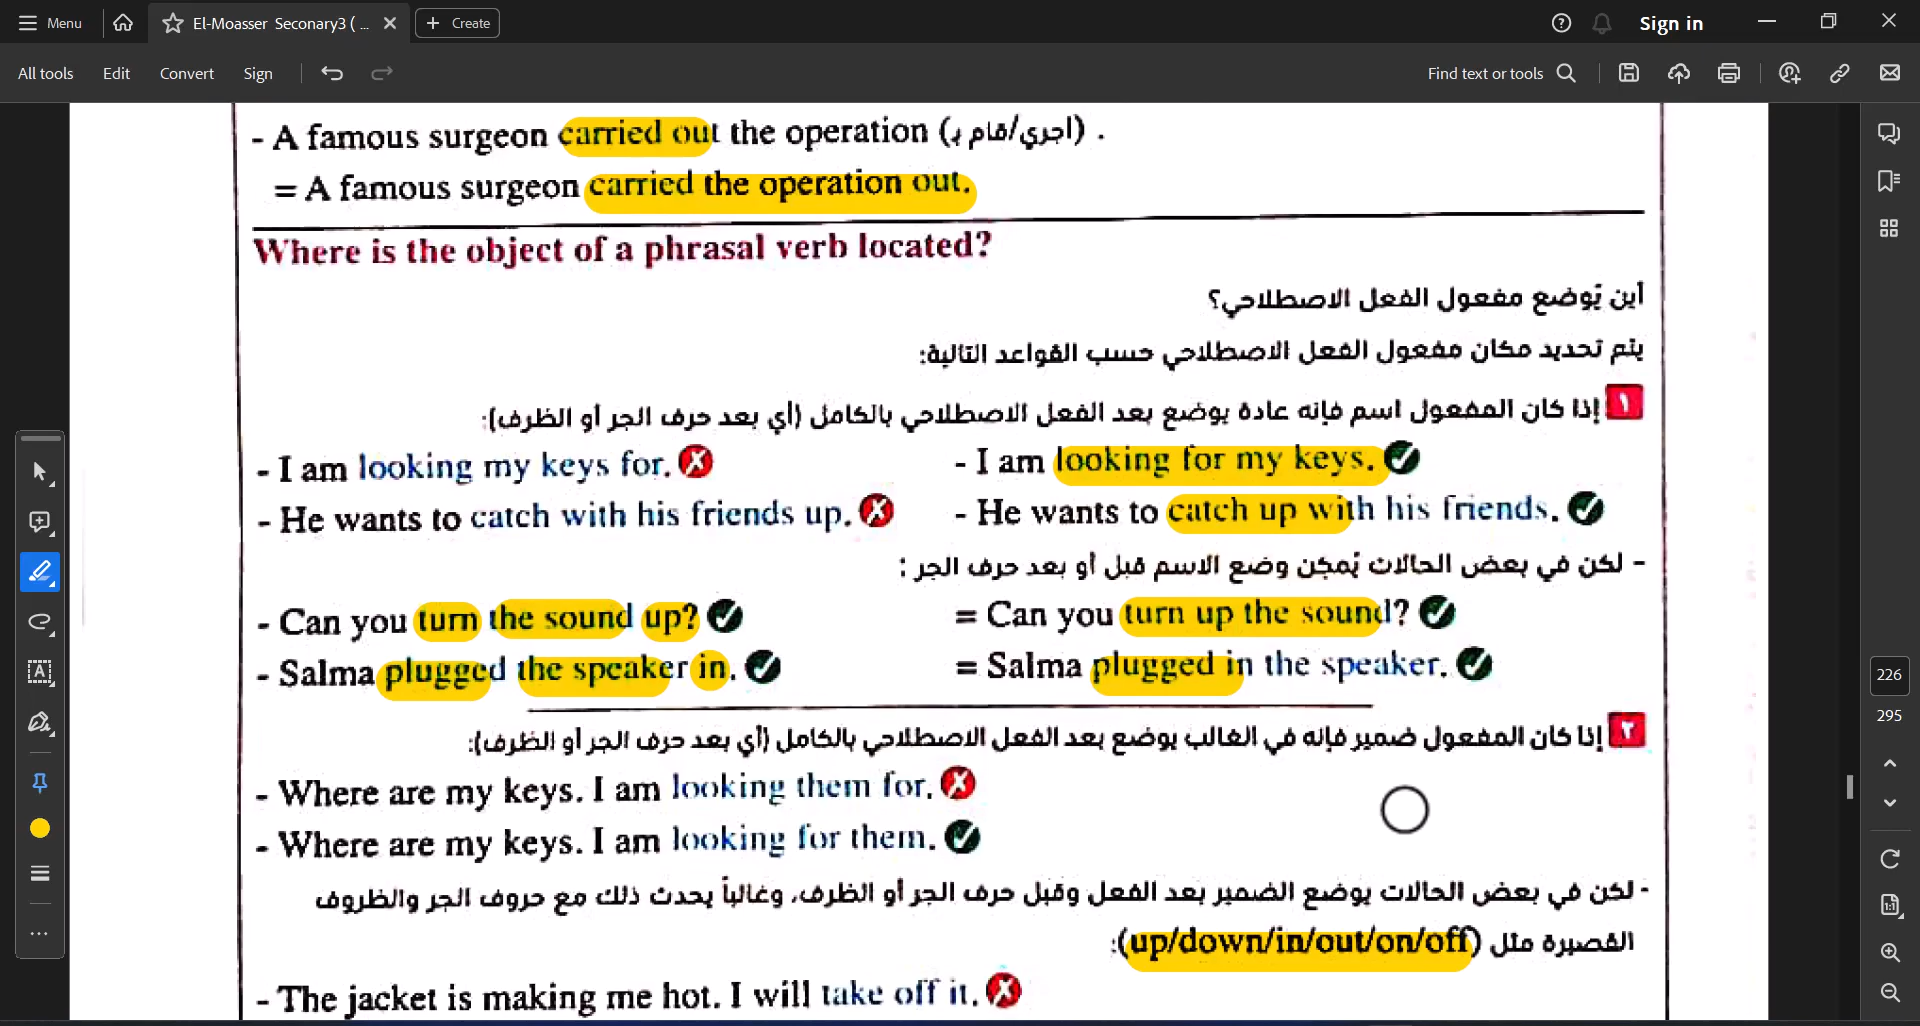 Menu
El-Moasser Seconary3 ( ...
Create
Sign in
All tools Edit Convert Sign
Find text or tools
- A famous surgeon carried out the operation (اجري/قام بـ) .
= A famous surgeon carried the operation out.
Where is the object of a phrasal verb located?
أين يُوضع مفعول الفعل الاصطلاحي؟
يتم تحديد مكان مفعول الفعل الاصطلاحي حسب القواعد التالية:
١ إذا كان المفعول اسم فإنه عادة يوضع بعد الفعل الاصطلاحي بالكامل (أي بعد حرف الجر أو الظرف):
- I am looking my keys for. - I am looking for my keys.
- He wants to catch with his friends up. - He wants to catch up with his friends.
- لكن في بعض الحالات يُمكِن وضع الاسم قبل أو بعد حرف الجر :
- Can you turn the sound up? = Can you turn up the sound?
- Salma plugged the speaker in. = Salma plugged in the speaker.
٢ إذا كان المفعول ضمير فإنه في الغالب يوضع بعد الفعل الاصطلاحي بالكامل (أي بعد حرف الجر أو الظرف):
- Where are my keys. I am looking them for.
- Where are my keys. I am looking for them.
- لكن في بعض الحالات يوضع الضمير بعد الفعل وقبل حرف الجر أو الظرف، وغالباً يحدث ذلك مع حروف الجر والظروف
القصيرة مثل (up/down/in/out/on/off):
- The jacket is making me hot. I will take off it.
226
295